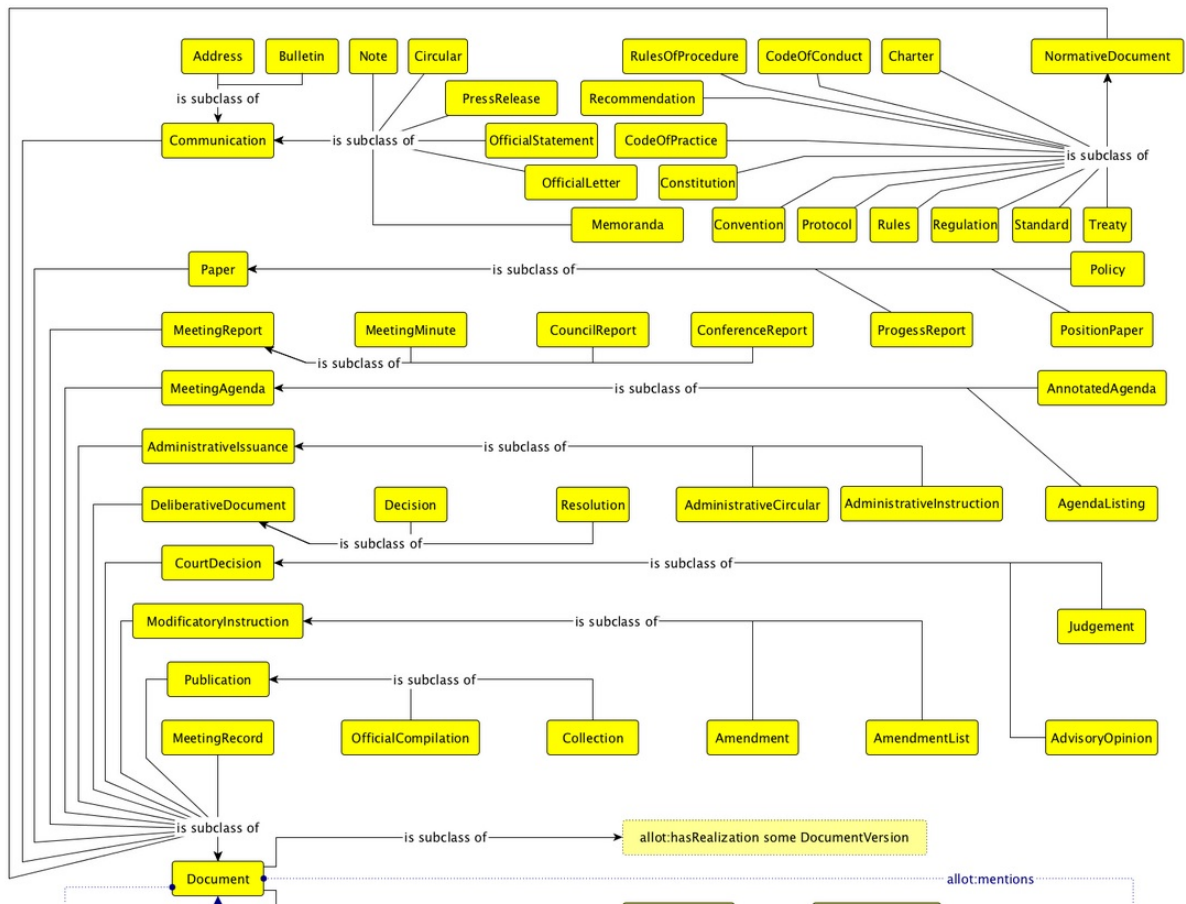 Address
Bulletin
Note
Circular
RulesOfProcedure
CodeOfConduct
Charter
NormativeDocument
is subclass of
PressRelease
Recommendation
Communication
is subclass of
OfficialStatement
CodeOfPractice
is subclass of
OfficialLetter
Constitution
Memoranda
Convention
Protocol
Rules
Regulation
Standard
Treaty
Paper
is subclass of
Policy
MeetingReport
MeetingMinute
CouncilReport
ConferenceReport
ProgessReport
PositionPaper
is subclass of
MeetingAgenda
is subclass of
AnnotatedAgenda
AdministrativeIssuance
is subclass of
DeliberativeDocument
Decision
Resolution
AdministrativeCircular
AdministrativeInstruction
AgendaListing
is subclass of
CourtDecision
is subclass of
ModificatoryInstruction
is subclass of
Judgement
Publication
is subclass of
MeetingRecord
OfficialCompilation
Collection
Amendment
AmendmentList
AdvisoryOpinion
is subclass of
is subclass of
allot:hasRealization some DocumentVersion
Document
allot:mentions